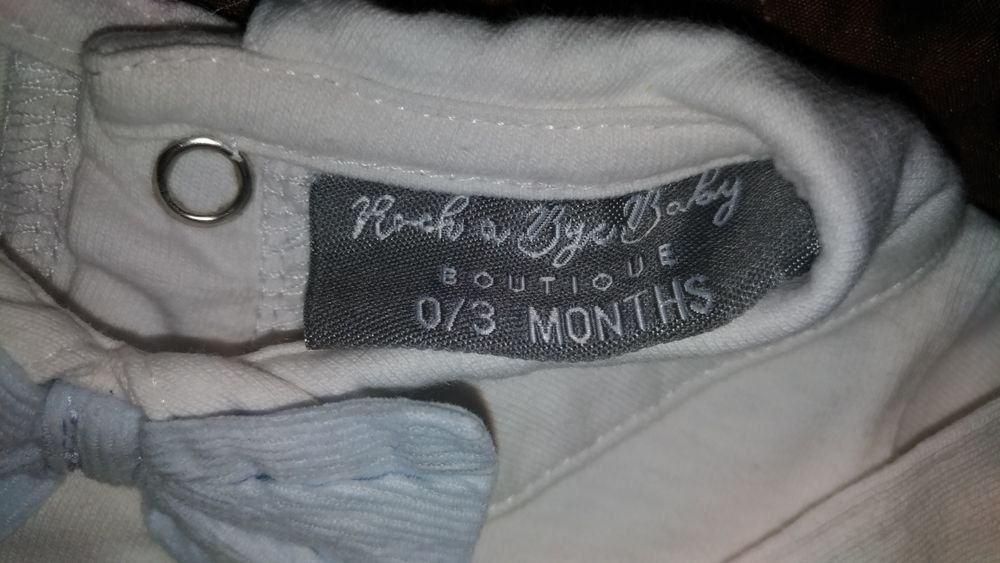 Rock a Bye Baby
BOUTIQUE
0/3 MONTHS